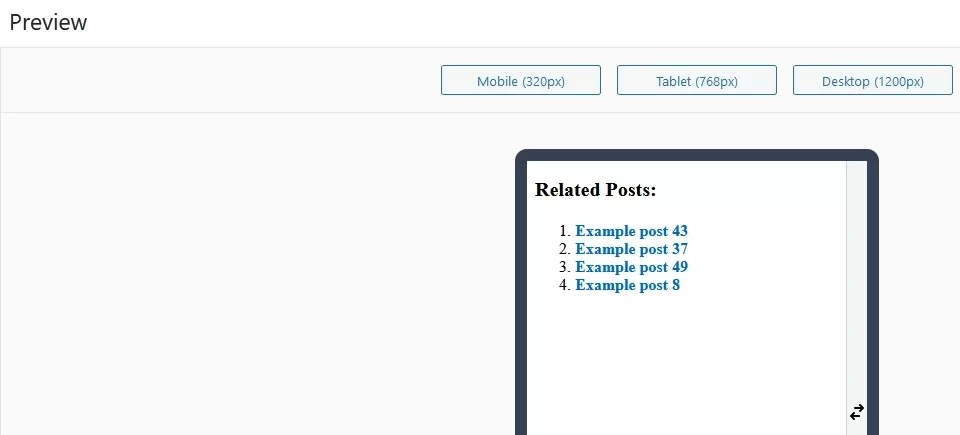 Preview
Mobile (320px) Tablet (768px) Desktop (1200px)
Related Posts:
1. Example post 43
2. Example post 37
3. Example post 49
4. Example post 8